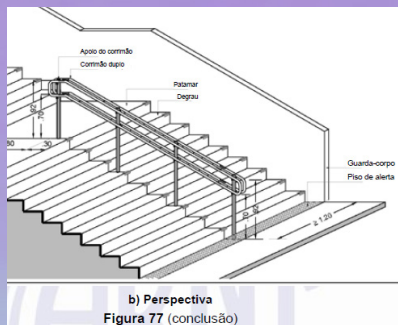 Apoio do corrimão
Corrimão duplo
Patamar
Degrau
.92
.70
.30
Guarda-corpo
Piso de alerta
.92
.70
≥ 1.20
b) Perspectiva
Figura 77 (conclusão)